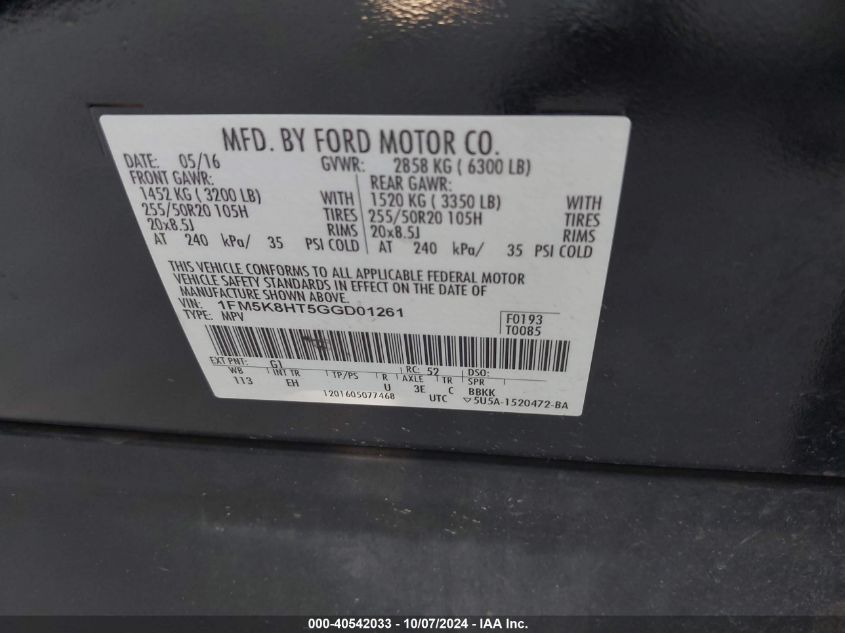 MFD. BY FORD MOTOR CO.
DATE: 05/16 GVWR: 2858 KG ( 6300 LB)
FRONT GAWR: REAR GAWR:
1452 KG ( 3200 LB) WITH 1520 KG ( 3350 LB) WITH
255/50R20 105H TIRES 255/50R20 105H TIRES
20x8.5J RIMS 20x8.5J RIMS
AT 240 kPa/ 35 PSI COLD AT 240 kPa/ 35 PSI COLD
THIS VEHICLE CONFORMS TO ALL APPLICABLE FEDERAL MOTOR
VEHICLE SAFETY STANDARDS IN EFFECT ON THE DATE OF
MANUFACTURE SHOWN ABOVE.
VIN: 1FM5K8HT5GGD01261 F0193
TYPE: MPV T0085
EXT PNT: G1 RC: 52 DSO:
WB INT TR TP/PS R AXLE TR SPR
113 EH U 3E C BBKK
1201605077468 UTC ▽5U5A-1520472-BA
000-40542033 - 10/07/2024 - IAAI.com Inc.